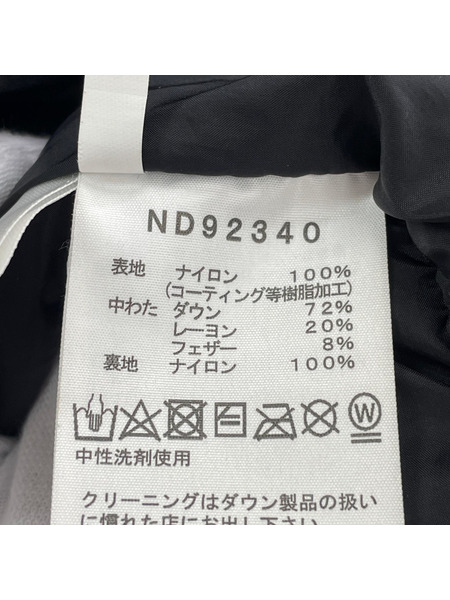 ND92340
表地 ナイロン 100%
(コーティング等樹脂加工)
中わた ダウン 72%
レーヨン 20%
フェザー 8%
裏地 ナイロン 100%
W
中性洗剤使用
クリーニングはダウン製品の扱い
に慣れた店にお出し下さい